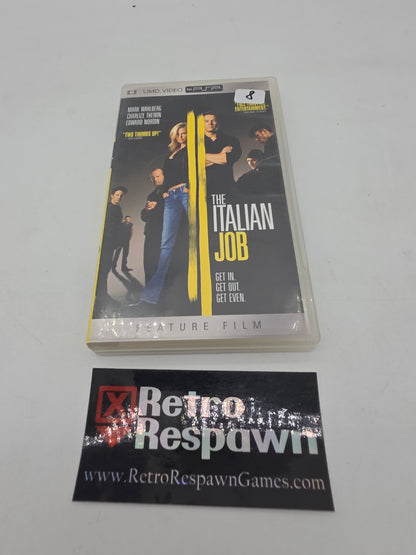 UMD VIDEO for PSP
8
MARK WAHLBERG
CHARLIZE THERON
EDWARD NORTON
ENTERTAINMENT."
"TWO THUMBS UP!"
THE
ITALIAN
JOB
GET IN.
GET OUT.
GET EVEN.
FEATURE FILM
Retro
Respawn
www.RetroRespawnGames.com